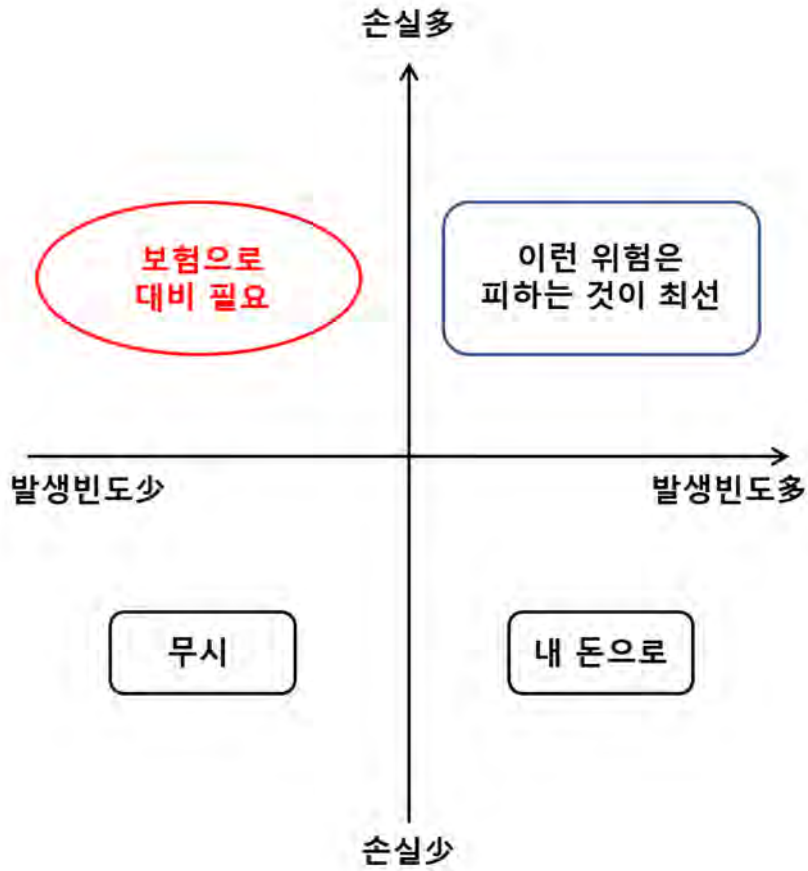 손실多
보험으로
대비 필요
이런 위험은
피하는 것이 최선
발생빈도少
발생빈도多
무시
내 돈으로
손실少